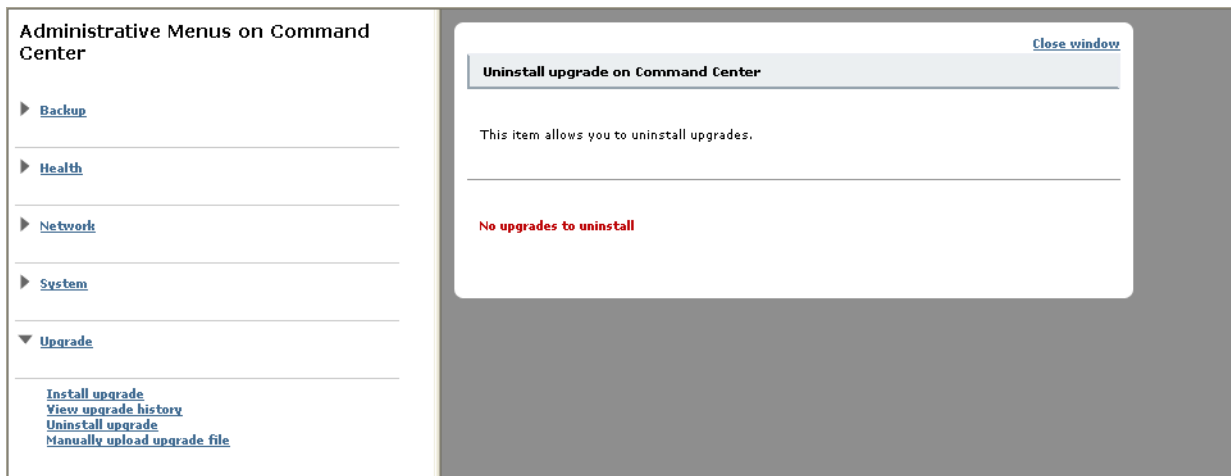 Administrative Menus on Command
Center
Backup
Health
Network
System
Upgrade
Install upgrade
View upgrade history
Uninstall upgrade
Manually upload upgrade file
Close window
Uninstall upgrade on Command Center
This item allows you to uninstall upgrades.
No upgrades to uninstall